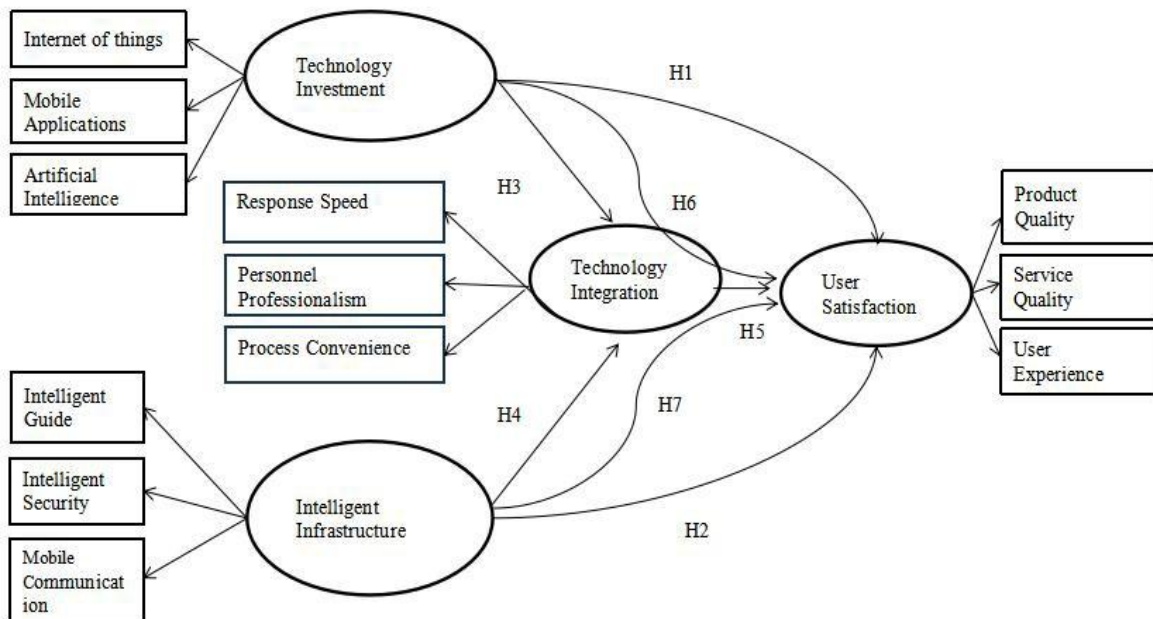 Internet of things
Mobile
Applications
Artificial
Intelligence
Technology
Investment
H1
H3
H6
Response Speed
Personnel
Professionalism
Process Convenience
Technology
Integration
User
Satisfaction
H5
Product
Quality
Service
Quality
User
Experience
Intelligent
Guide
Intelligent
Security
Mobile
Communicat
ion
Intelligent
Infrastructure
H4
H7
H2